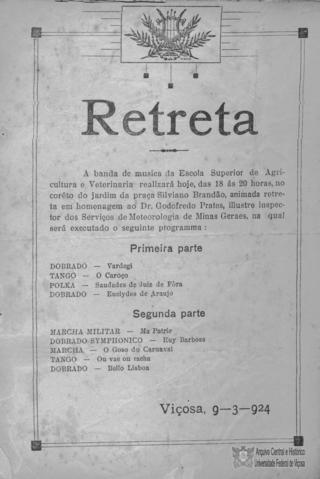 Retreta
A banda de musica da Escola Superior de Agri-
cultura e Veterinaria realizará hoje, das 18 ás 20 horas, no
corêto do jardim da praça Silviano Brandão, animada retre-
ta em homenagem ao Dr. Godofredo Prates, illustre inspec-
tor dos Serviços de Meteorologia de Minas Geraes, na qual
será executado o seguinte programma :
Primeira parte
DOBRADO — Vardegi
TANGO — O Caroço
POLKA — Saudades de Juiz de Fóra
DOBRADO — Euclydes de Araujo
Segunda parte
MARCHA MILITAR — Ma Patrie
DOBRADO SYMPHONICO — Ruy Barbosa
MARCHA — O Goso do Carnaval
TANGO — Ou vae ou racha
DOBRADO — Bello Lisboa
Viçosa, 9—3—924
Arquivo Central e Histórico
Universidade Federal de Viçosa